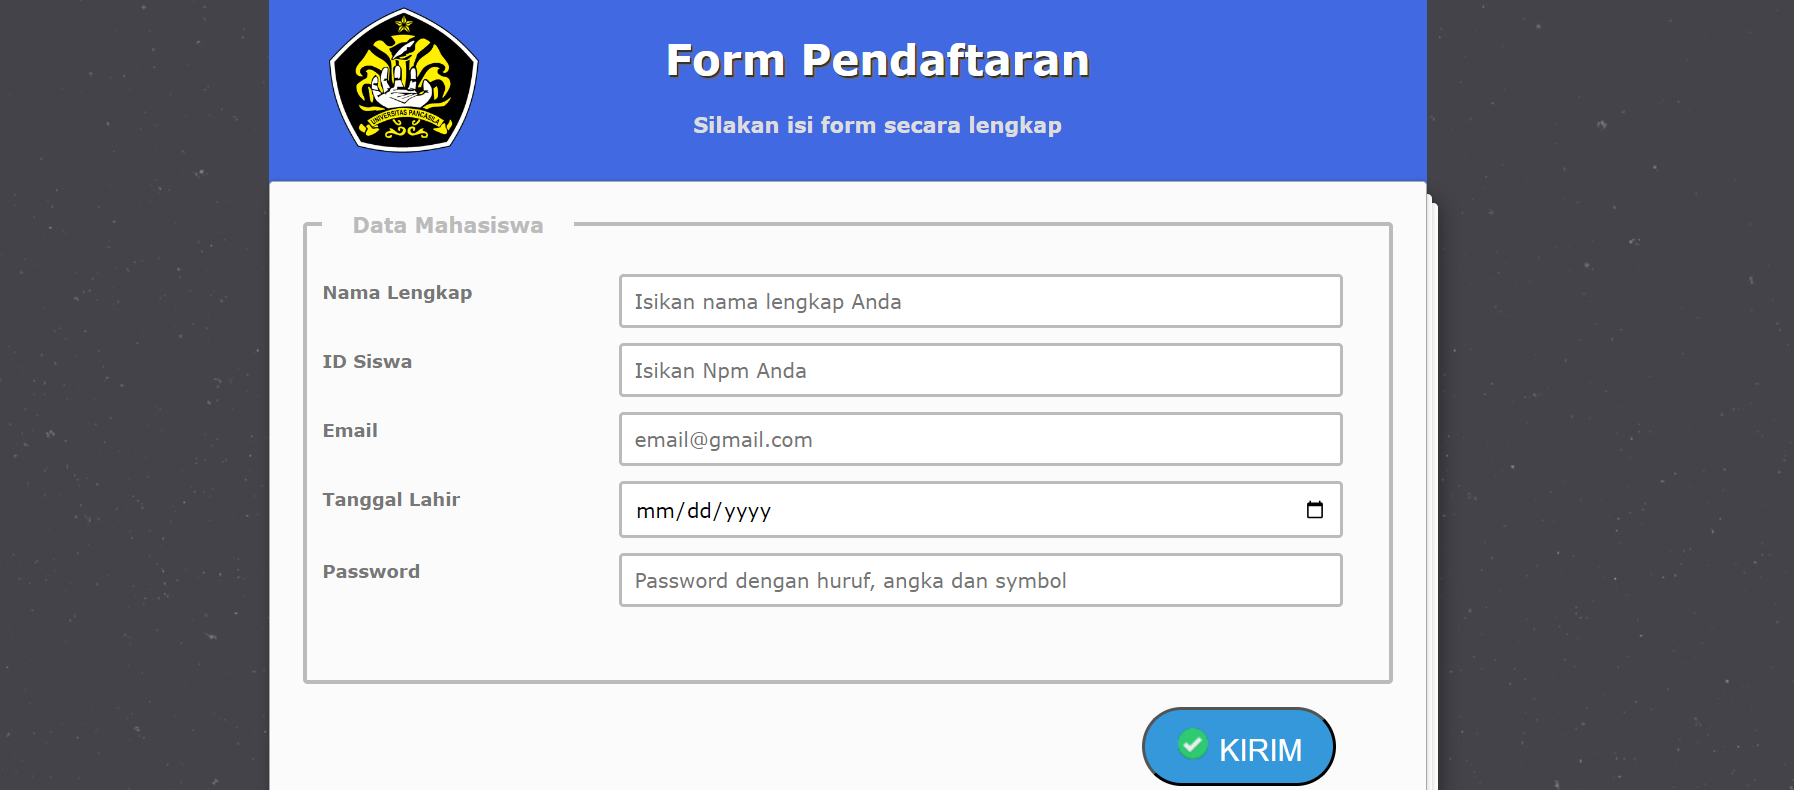 UNIVERSITAS PANCASILA
Form Pendaftaran
Silakan isi form secara lengkap
Data Mahasiswa
Nama Lengkap
Isikan nama lengkap Anda
ID Siswa
Isikan Npm Anda
Email
email@gmail.com
Tanggal Lahir
mm/dd/yyyy
Password
Password dengan huruf, angka dan symbol
KIRIM